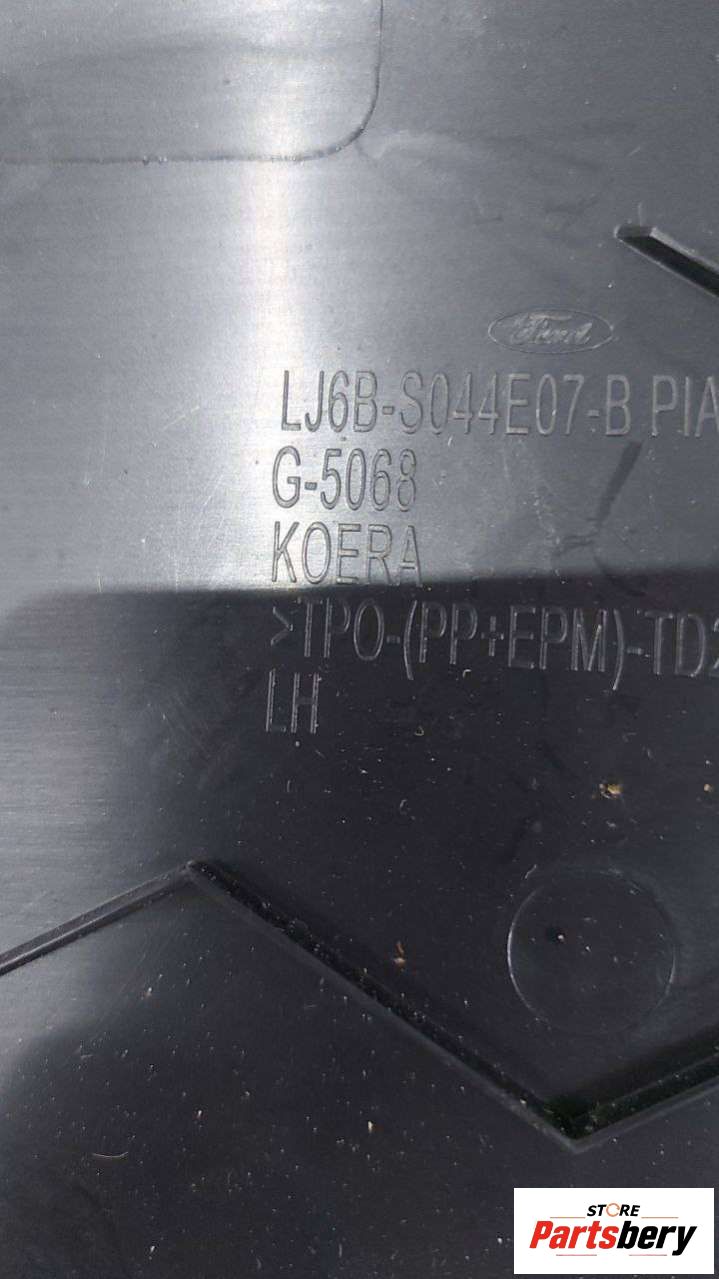 Ford
LJ6B-S044E07-B PIA
G-5068
KOERA
>TPO-(PP+EPM)-TD2
LH
STORE
Partsbery